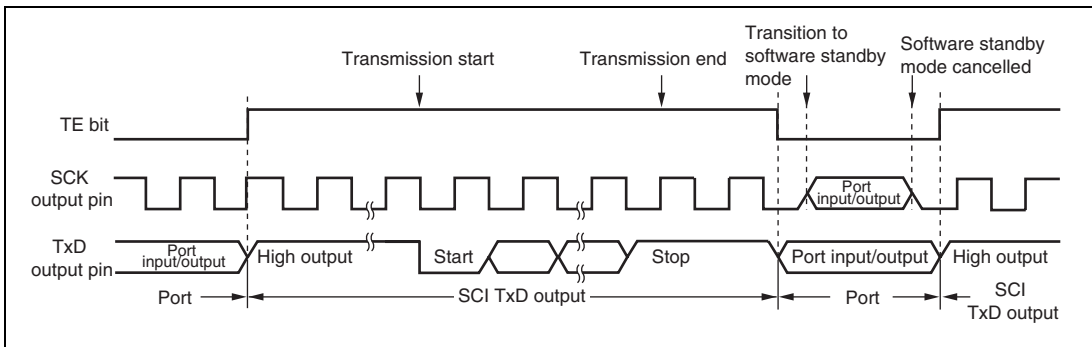 Transmission start
Transmission end
Transition to
software standby
mode
Software standby
mode cancelled
TE bit
SCK
output pin
Port
input/output
TxD
output pin
Port
input/output
High output
Start
Stop
Port input/output
High output
Port
SCI TxD output
Port
SCI
TxD output